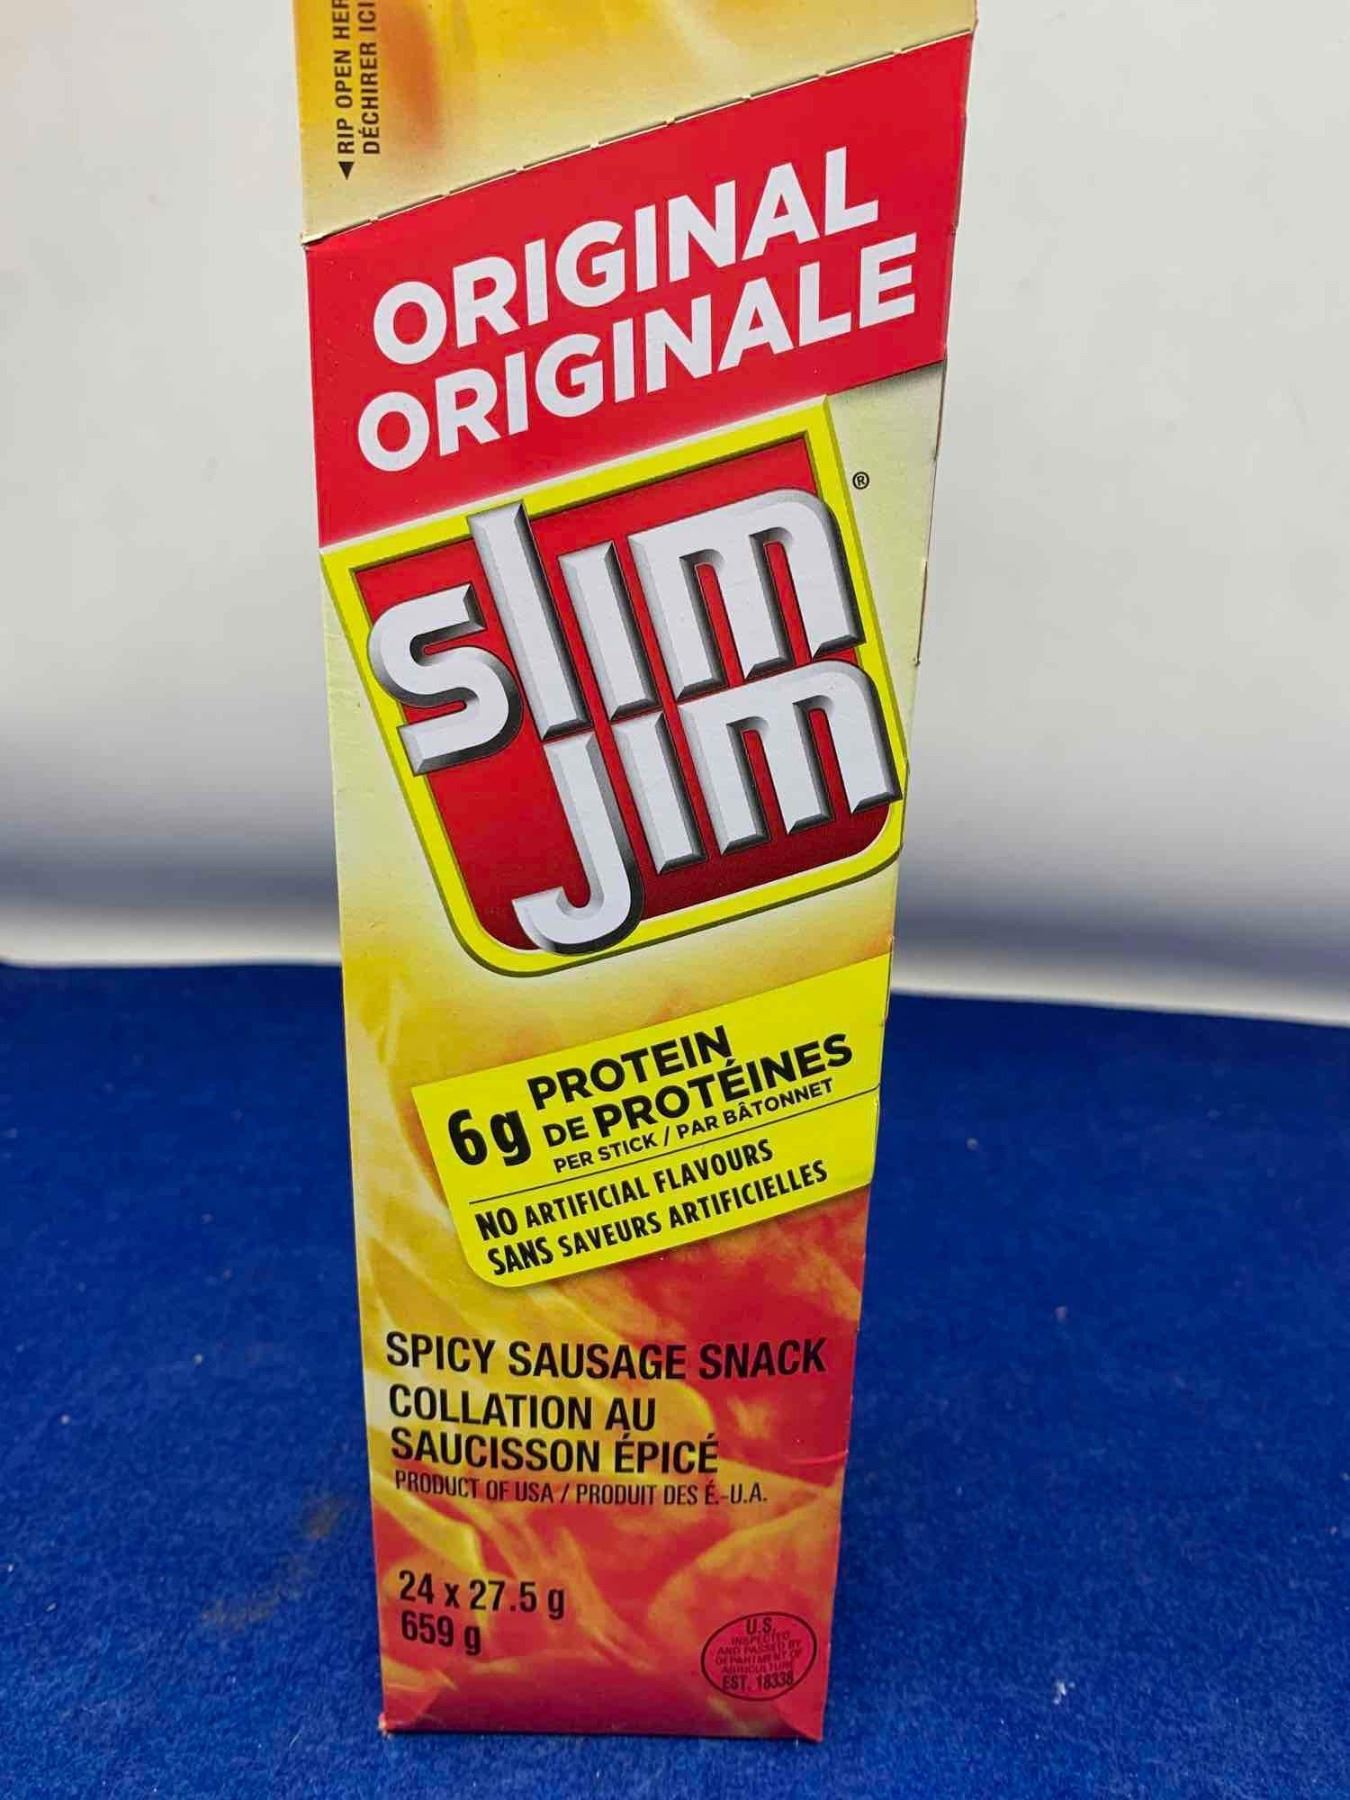 RIP OPEN HER
DÉCHIRER ICI
ORIGINAL
ORIGINALE
slim
jim
®
6g PROTEIN
DE PROTÉINES
PER STICK / PAR BÂTONNET
NO ARTIFICIAL FLAVOURS
SANS SAVEURS ARTIFICIELLES
SPICY SAUSAGE SNACK
COLLATION AU
SAUCISSON ÉPICÉ
PRODUCT OF USA / PRODUIT DES É.-U.A.
24 x 27.5 g
659 g
U.S.
INSPECTED
AND PASSED BY
DEPARTMENT OF
AGRICULTURE
EST. 18338